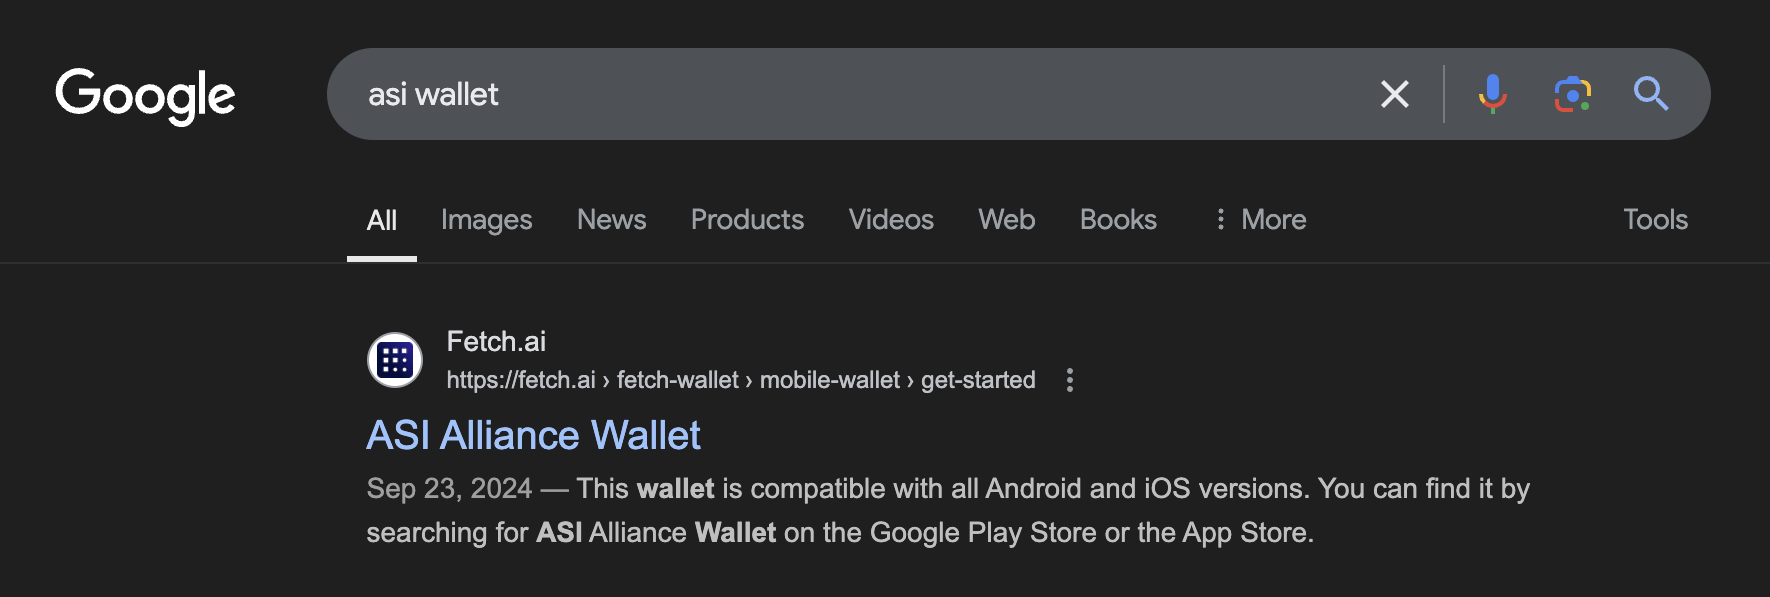 Google
asi wallet
All Images News Products Videos Web Books More Tools
Fetch.ai
https://fetch.ai › fetch-wallet › mobile-wallet › get-started
ASI Alliance Wallet
Sep 23, 2024 — This wallet is compatible with all Android and iOS versions. You can find it by
searching for ASI Alliance Wallet on the Google Play Store or the App Store.